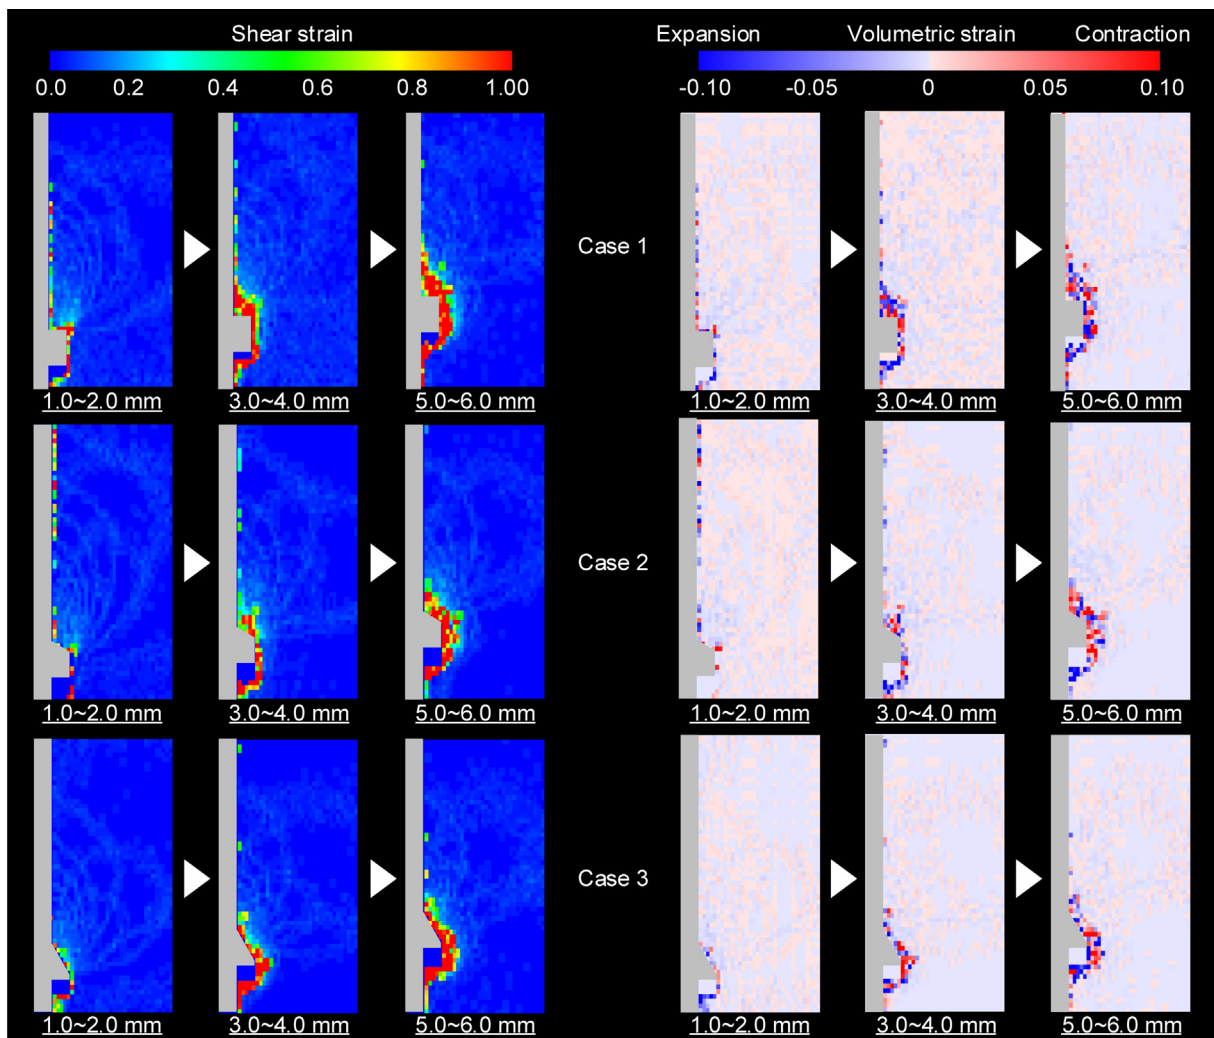 Shear strain
0.0 0.2 0.4 0.6 0.8 1.00
Expansion Volumetric strain Contraction
-0.10 -0.05 0 0.05 0.10
Case 1
1.0~2.0 mm 3.0~4.0 mm 5.0~6.0 mm 1.0~2.0 mm 3.0~4.0 mm 5.0~6.0 mm
Case 2
1.0~2.0 mm 3.0~4.0 mm 5.0~6.0 mm 1.0~2.0 mm 3.0~4.0 mm 5.0~6.0 mm
Case 3
1.0~2.0 mm 3.0~4.0 mm 5.0~6.0 mm 1.0~2.0 mm 3.0~4.0 mm 5.0~6.0 mm